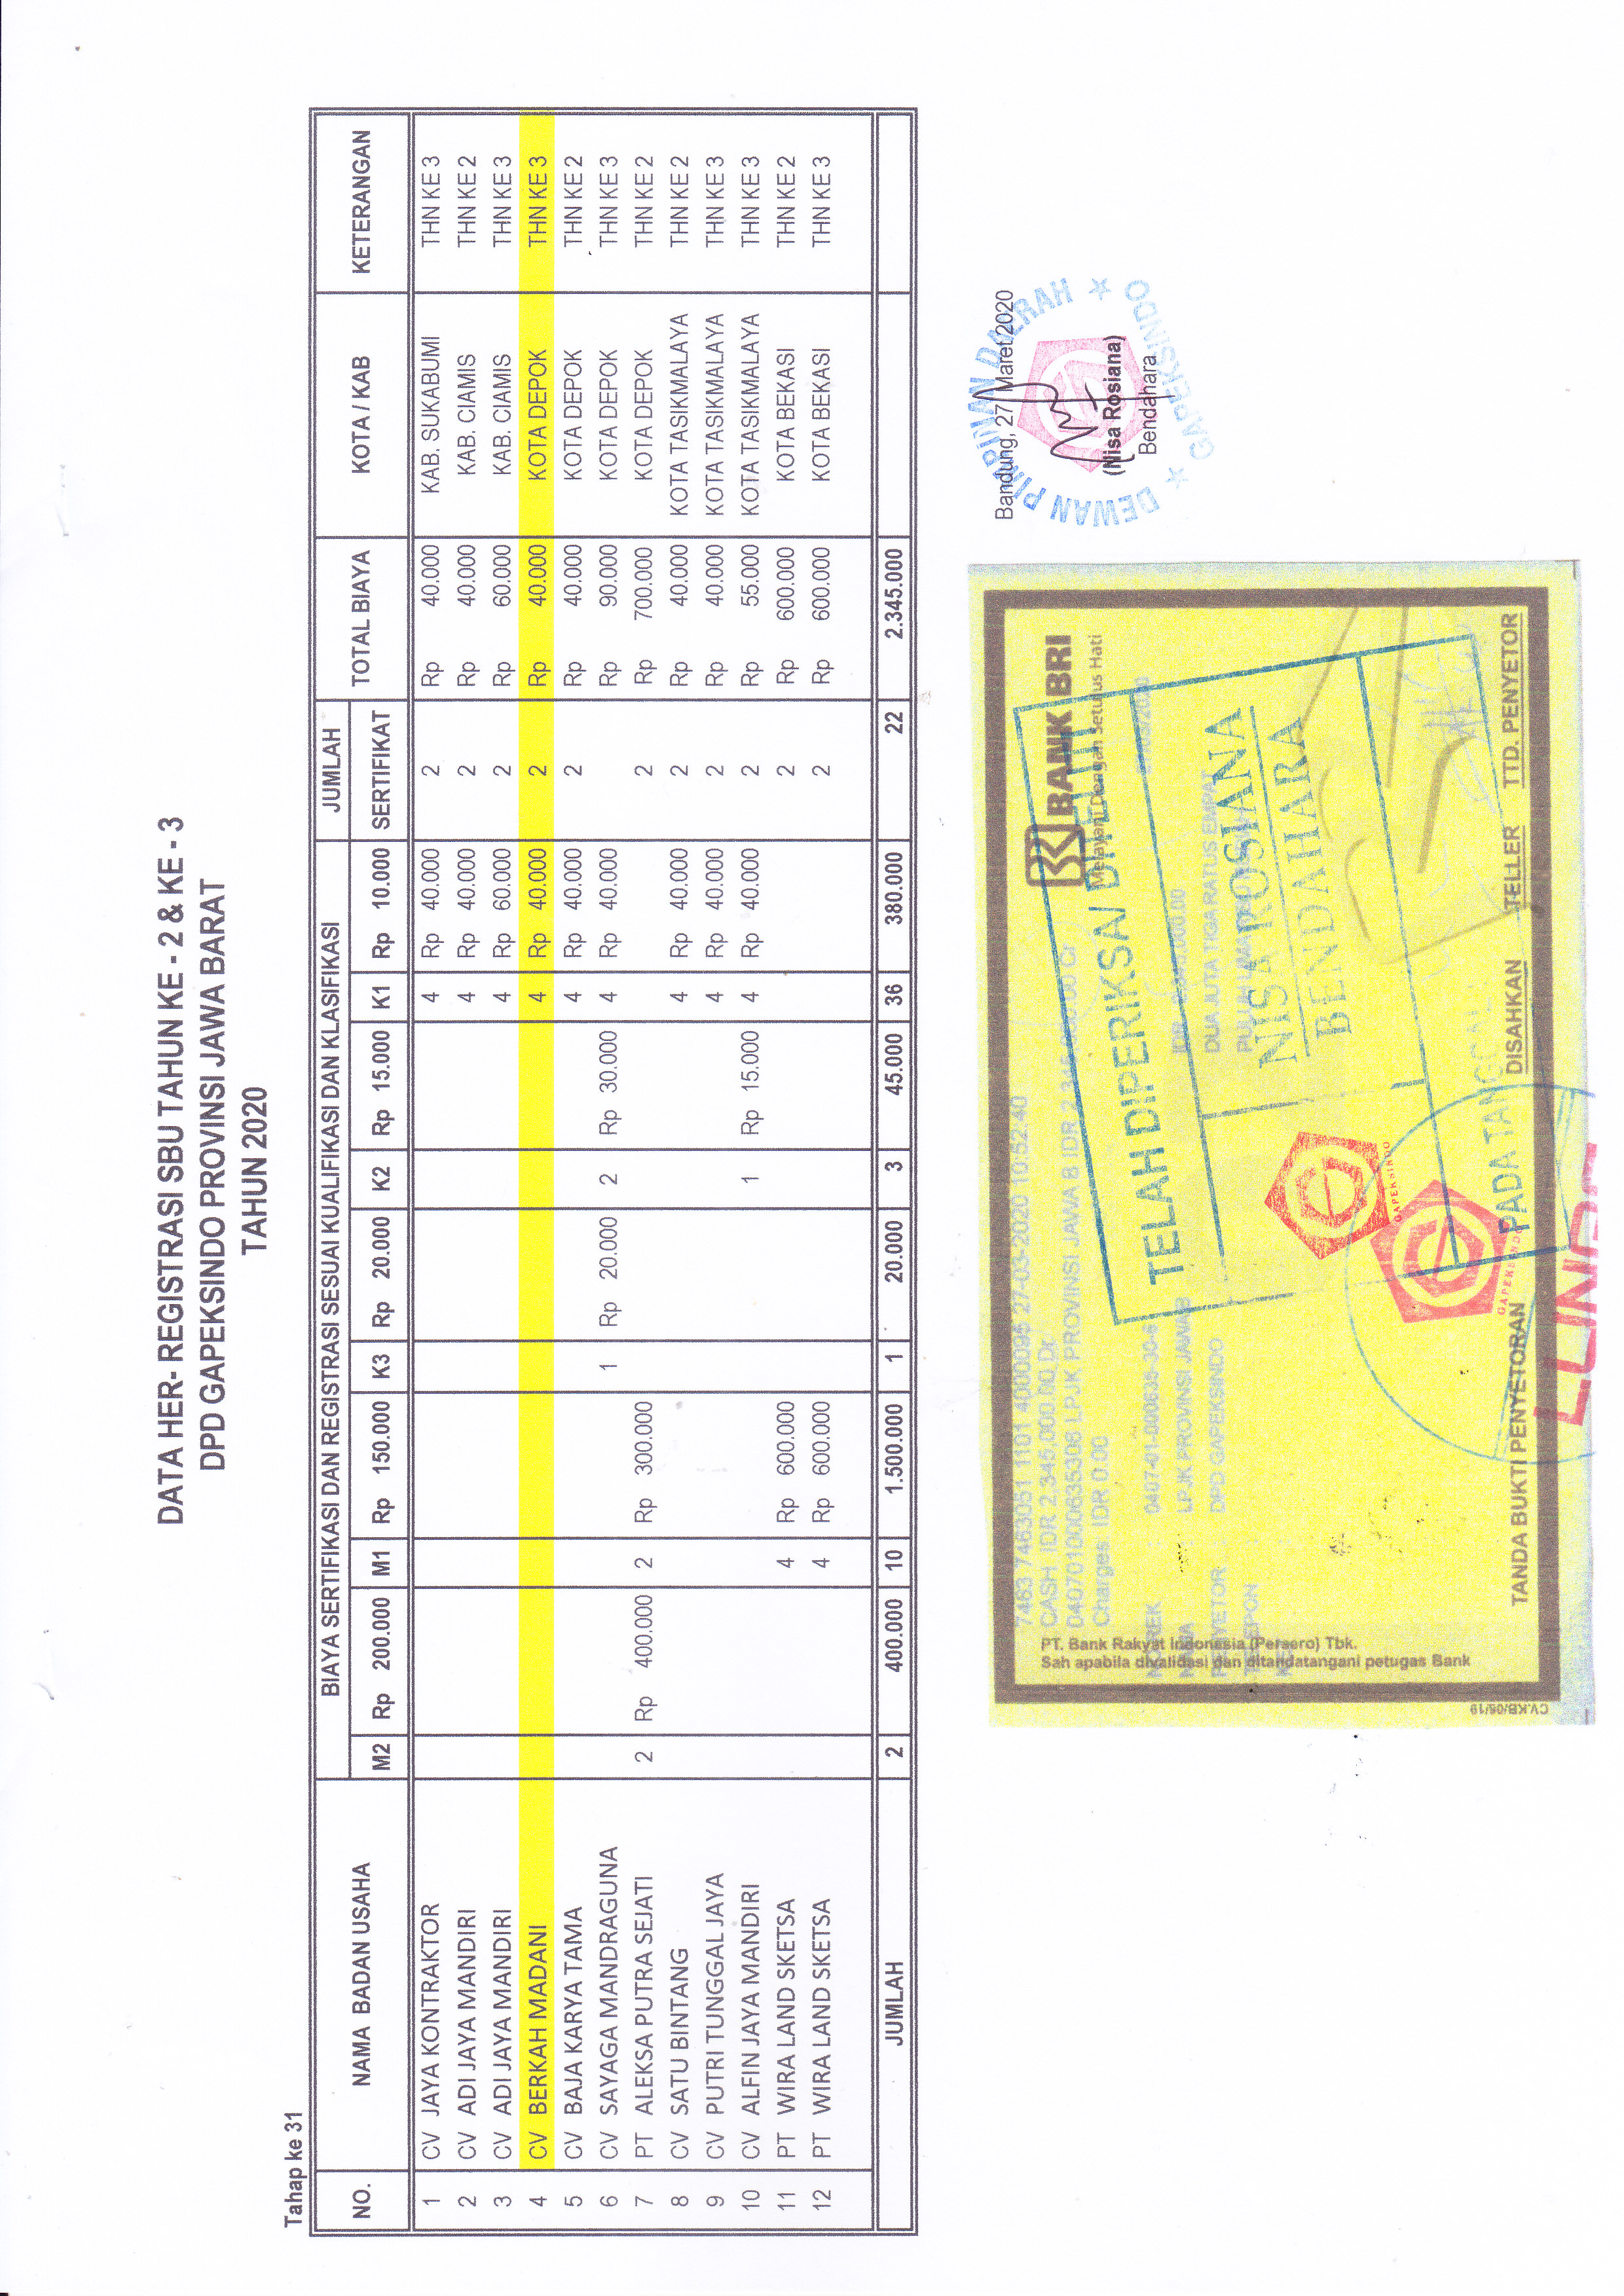 DATA HER- REGISTRASI SBU TAHUN KE - 2 & KE - 3
DPD GAPEKSINDO PROVINSI JAWA BARAT
TAHUN 2020
Tahap ke 31
NO. NAMA BADAN USAHA BIAYA SERTIFIKASI DAN REGISTRASI SESUAI KUALIFIKASI DAN KLASIFIKASI JUMLAH TOTAL BIAYA KOTA / KAB KETERANGAN
M2 Rp 200.000 M1 Rp 150.000 K3 Rp 20.000 K2 Rp 15.000 K1 Rp 10.000 SERTIFIKAT
1 CV JAYA KONTRAKTOR 4 Rp 40.000 2 Rp 40.000 KAB. SUKABUMI THN KE 3
2 CV ADI JAYA MANDIRI 4 Rp 40.000 2 Rp 40.000 KAB. CIAMIS THN KE 2
3 CV ADI JAYA MANDIRI 4 Rp 60.000 2 Rp 60.000 KAB. CIAMIS THN KE 3
4 CV BERKAH MADANI 4 Rp 40.000 2 Rp 40.000 KOTA DEPOK THN KE 3
5 CV BAJA KARYA TAMA 4 Rp 40.000 2 Rp 40.000 KOTA DEPOK THN KE 2
6 CV SAYAGA MANDRAGUNA 1 Rp 20.000 2 Rp 30.000 4 Rp 40.000 Rp 90.000 KOTA DEPOK THN KE 3
7 PT ALEKSA PUTRA SEJATI 2 Rp 400.000 2 Rp 300.000 2 Rp 700.000 KOTA DEPOK THN KE 2
8 CV SATU BINTANG 4 Rp 40.000 2 Rp 40.000 KOTA TASIKMALAYA THN KE 2
9 CV PUTRI TUNGGAL JAYA 4 Rp 40.000 2 Rp 40.000 KOTA TASIKMALAYA THN KE 3
10 CV ALFIN JAYA MANDIRI 1 Rp 15.000 4 Rp 40.000 2 Rp 55.000 KOTA TASIKMALAYA THN KE 3
11 PT WIRA LAND SKETSA 4 Rp 600.000 2 Rp 600.000 KOTA BEKASI THN KE 2
12 PT WIRA LAND SKETSA 4 Rp 600.000 2 Rp 600.000 KOTA BEKASI THN KE 3
JUMLAH 2 400.000 10 1.500.000 1 20.000 3 45.000 36 380.000 22 2.345.000
Bandung, 27 Maret 2020
DEWAN PIMPINAN DAERAH
GAPEKSINDO
(Nisa Rosiana)
Bendahara
BANK BRI
Melayani Dengan Setulus Hati
7463 7463051 1101 4000095 27-03-2020 10:52:40
CASH IDR 2,345,000.00 Dr
040701000635306 LPJK PROVINSI JAWA B IDR 2,345,000.00 Cr
Charges IDR 0.00
0407-01-000635-30-6
LPJK PROVINSI JAWA B
DPD GAPEKSINDO
DUA JUTA TIGA RATUS EMPAT
TELAH DIPERIKSA
NISA ROSIANA
BENDAHARA
PADA TANGGAL
GAPEKSINDO
GAPEKSINDO
PT. Bank Rakyat Indonesia (Persero) Tbk.
Sah apabila divalidasi dan ditandatangani petugas Bank
TANDA BUKTI PENYETORAN DISAHKAN TELLER TTD. PENYETOR
CV.KB/05/19